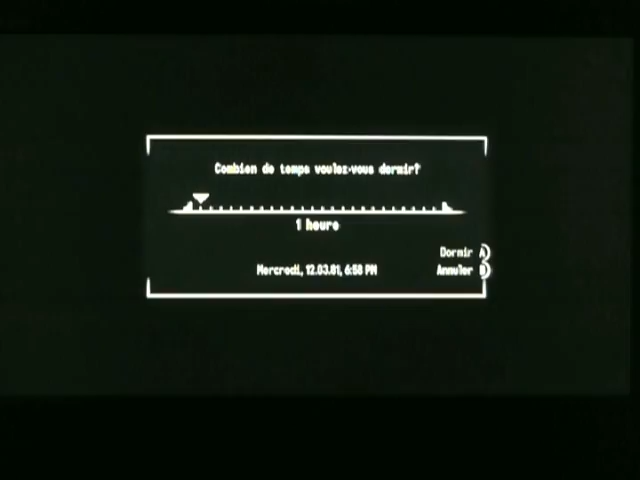 Combien de temps voulez-vous dormir?
1 heure
Dormir A)
Mercredi, 12.03.81, 6:58 PM
Annuler B)